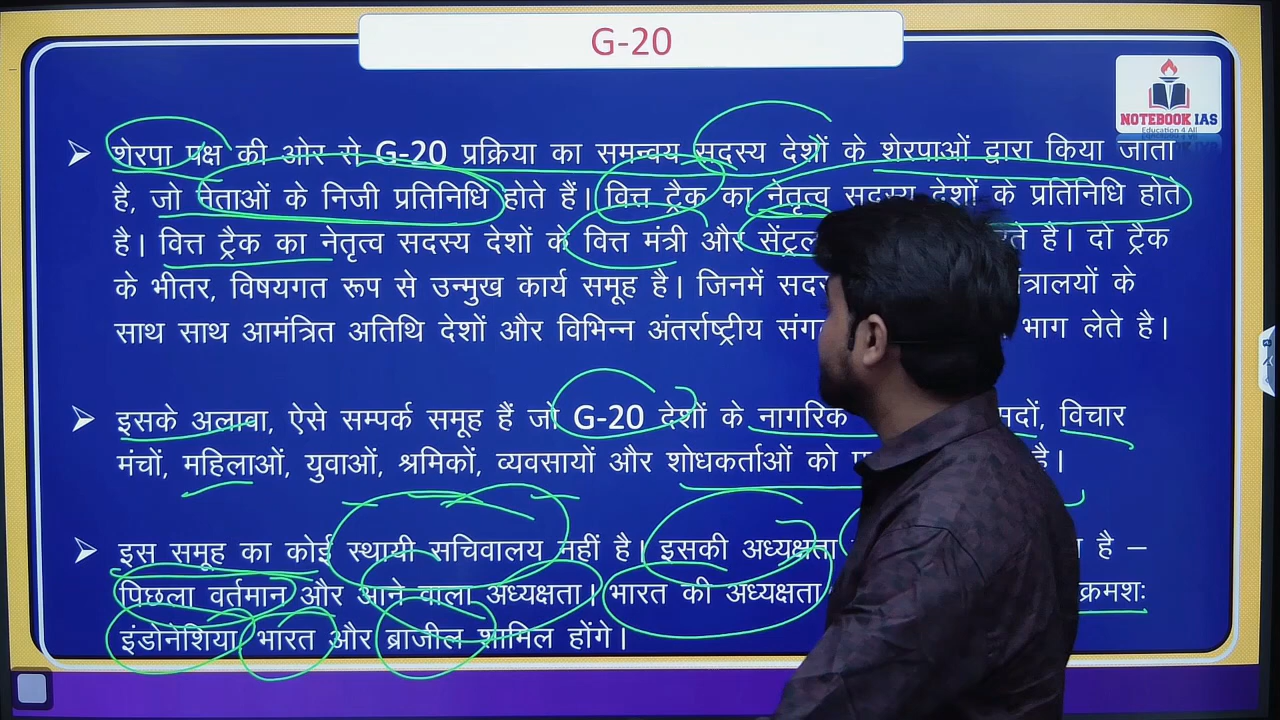 G-20
NOTEBOOK IAS
Education 4 All
शेरपा पक्ष की ओर से G-20 प्रक्रिया का समन्वय सदस्य देशों के शेरपाओं द्वारा किया जाता
है, जो नेताओं के निजी प्रतिनिधि होते हैं। वित्त ट्रैक का नेतृत्व सदस्य देशों के प्रतिनिधि होते
है। वित्त ट्रैक का नेतृत्व सदस्य देशों के वित्त मंत्री और सेंट्रल है। दो ट्रैक
के भीतर, विषयगत रूप से उन्मुख कार्य समूह है। जिनमें के
साथ साथ आमंत्रित अतिथि देशों और विभिन्न अंतर्राष्ट्रीय भाग लेते है।
इसके अलावा, ऐसे सम्पर्क समूह हैं जो G-20 देशों के नागरिक विचार
मंचों, महिलाओं, युवाओं, श्रमिकों, व्यवसायों और शोधकर्ताओं को है।
इस समूह का कोई स्थायी सचिवालय नहीं है। इसकी अध्यक्षता है –
पिछला वर्तमान और आने वाला अध्यक्षता। भारत की अध्यक्षता क्रमशः
इंडोनेशिया भारत और ब्राजील शामिल होंगे।